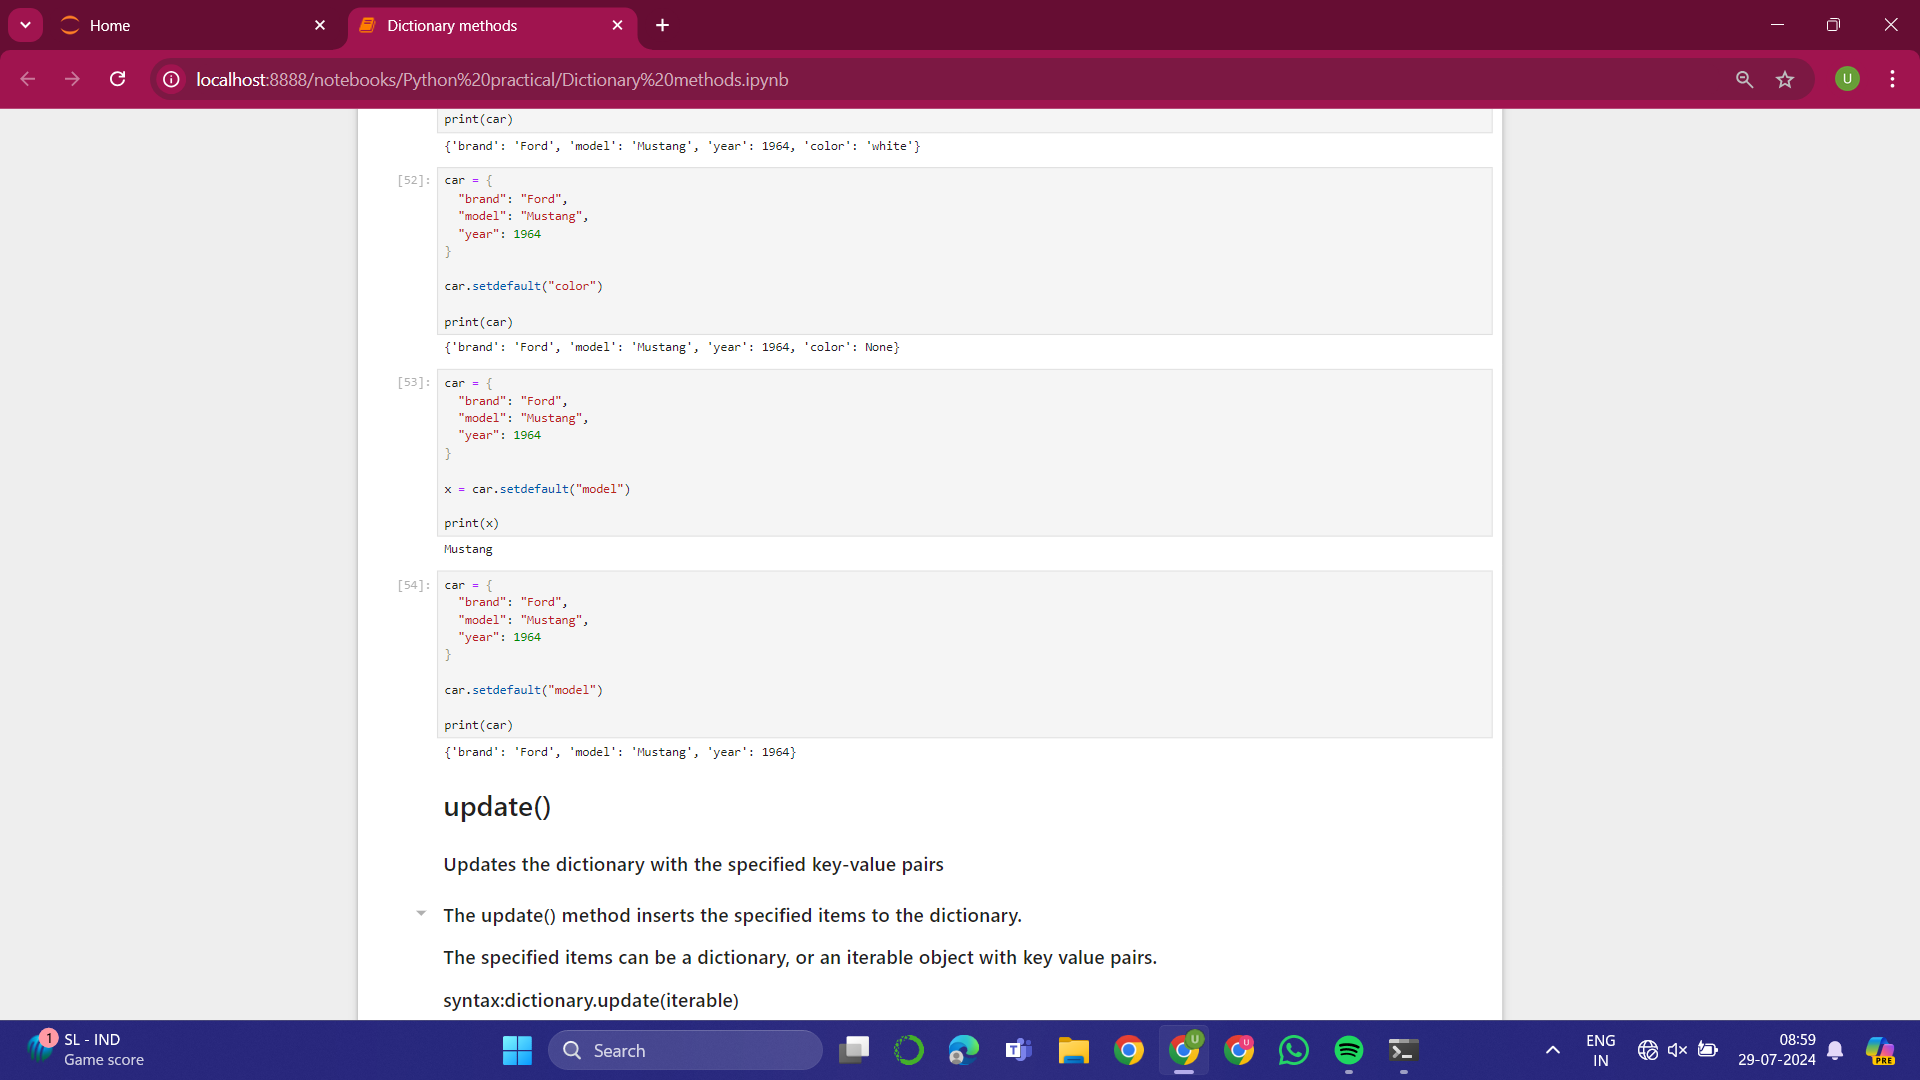 Home
Dictionary methods
localhost:8888/notebooks/Python%20practical/Dictionary%20methods.ipynb
U
print(car)
{'brand': 'Ford', 'model': 'Mustang', 'year': 1964, 'color': 'white'}
[52]:
car = {
"brand": "Ford",
"model": "Mustang",
"year": 1964
}
car.setdefault("color")
print(car)
{'brand': 'Ford', 'model': 'Mustang', 'year': 1964, 'color': None}
[53]:
car = {
"brand": "Ford",
"model": "Mustang",
"year": 1964
}
x = car.setdefault("model")
print(x)
Mustang
[54]:
car = {
"brand": "Ford",
"model": "Mustang",
"year": 1964
}
car.setdefault("model")
print(car)
{'brand': 'Ford', 'model': 'Mustang', 'year': 1964}
update()
Updates the dictionary with the specified key-value pairs
The update() method inserts the specified items to the dictionary.
The specified items can be a dictionary, or an iterable object with key value pairs.
syntax:dictionary.update(iterable)
1
SL - IND
Game score
Search
T
U
U
ENG
IN
08:59
29-07-2024
PRE